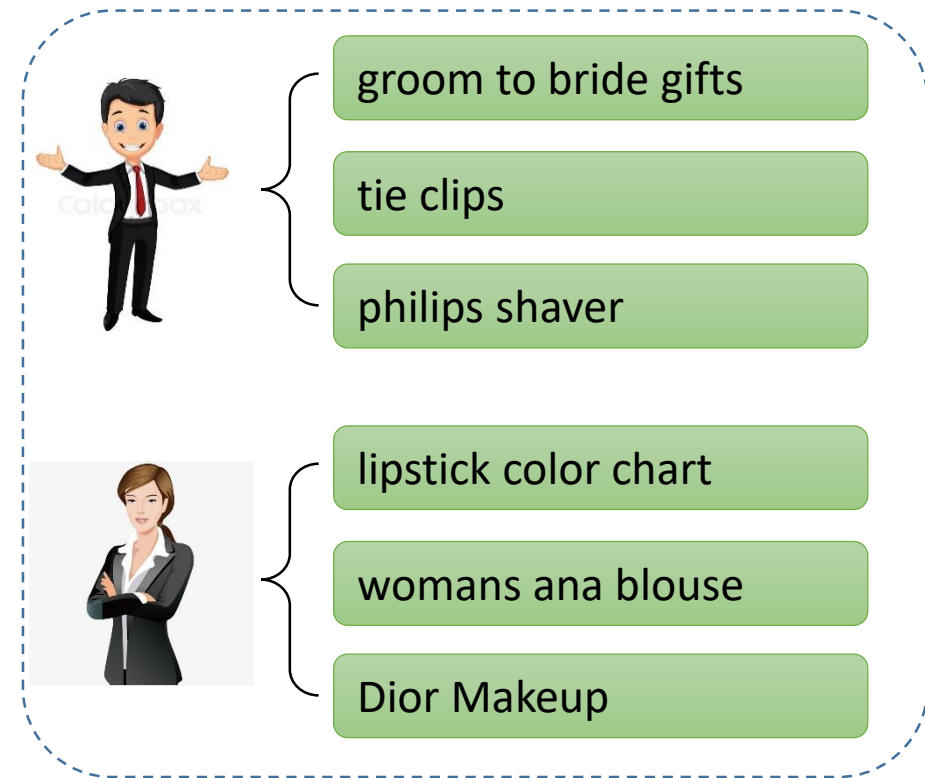 groom to bride gifts
tie clips
philips shaver
lipstick color chart
womans ana blouse
Dior Makeup